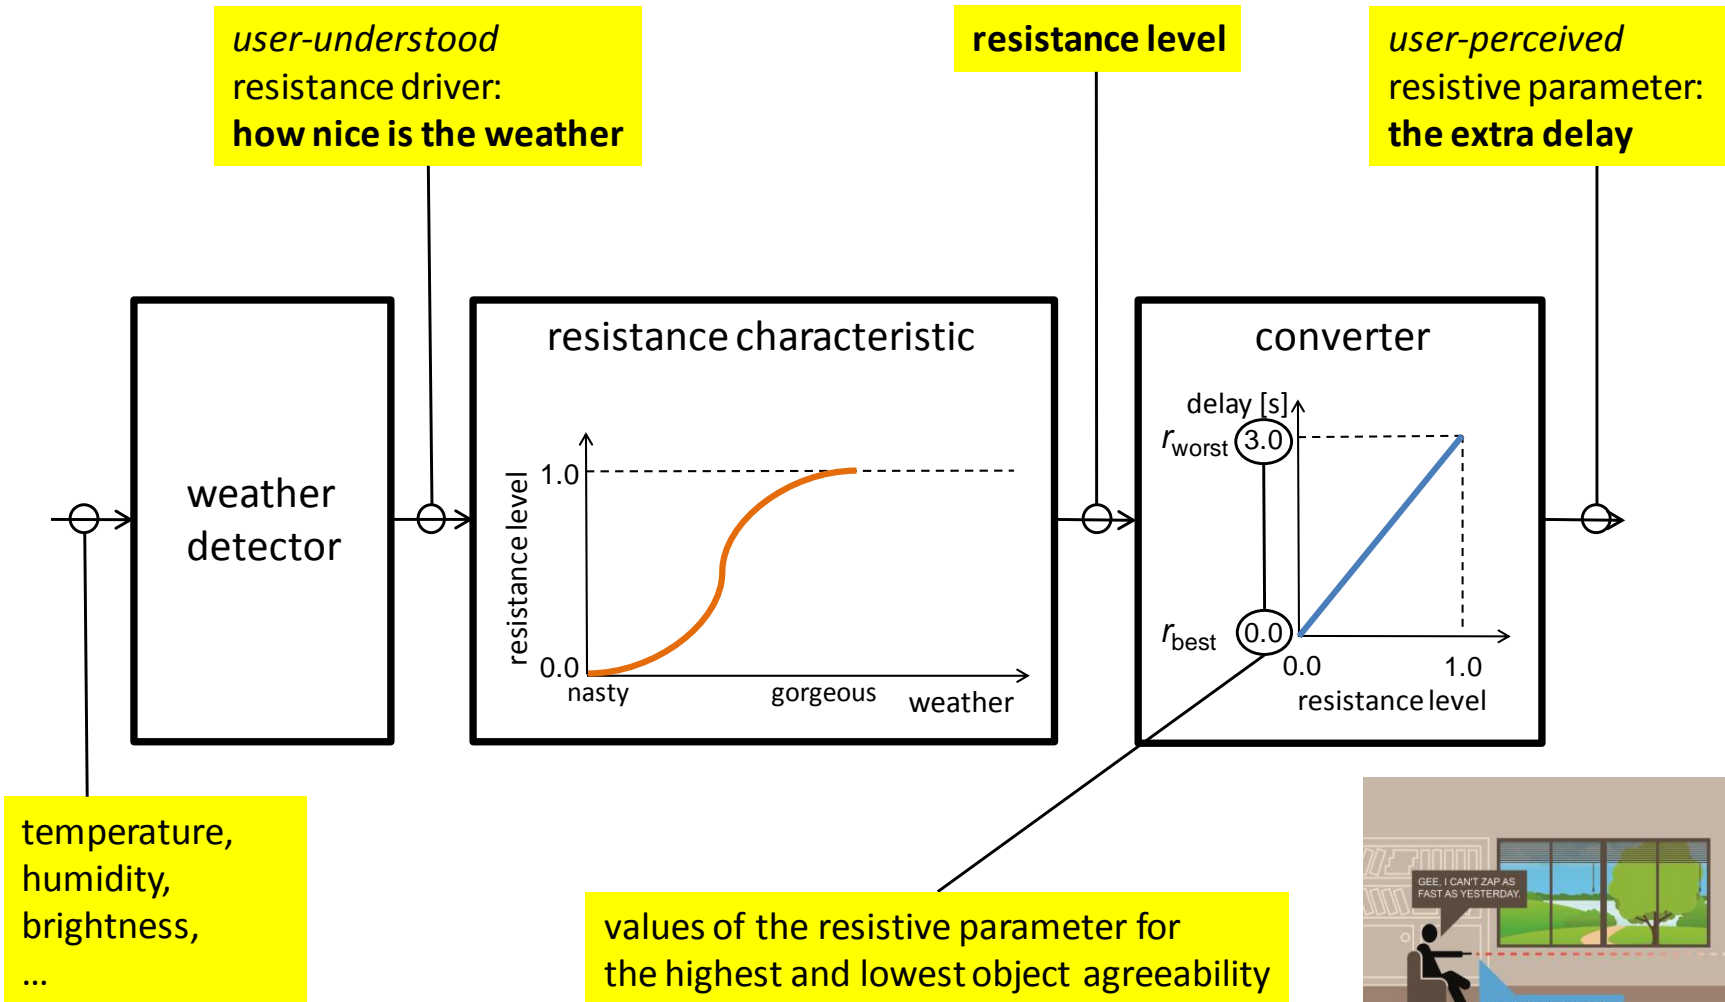 user-understood
resistance driver:
how nice is the weather
resistance level
user-perceived
resistive parameter:
the extra delay
weather
detector
resistance characteristic
resistance level
1.0
0.0
nasty
gorgeous
weather
converter
delay [s]
rworst
3.0
rbest
0.0
0.0
1.0
resistance level
temperature,
humidity,
brightness,
...
values of the resistive parameter for
the highest and lowest object agreeability
GEE, I CAN'T ZAP AS
FAST AS YESTERDAY.